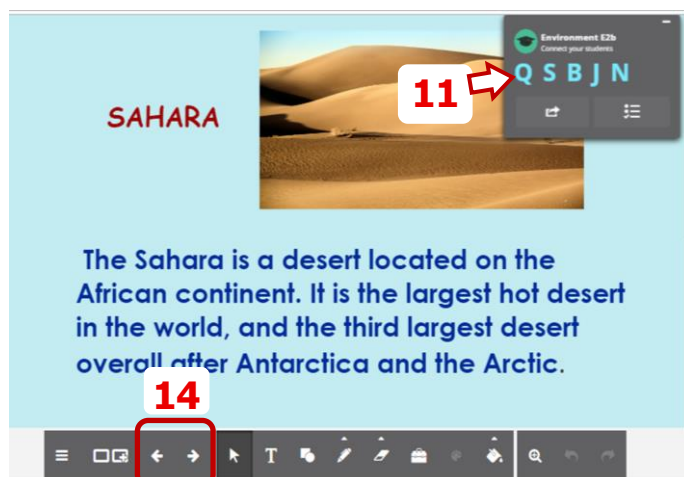 Environment E2b
Connect your students
Q S B J N
11
SAHARA
The Sahara is a desert located on the
African continent. It is the largest hot desert
in the world, and the third largest desert
overall after Antarctica and the Arctic.
14
T